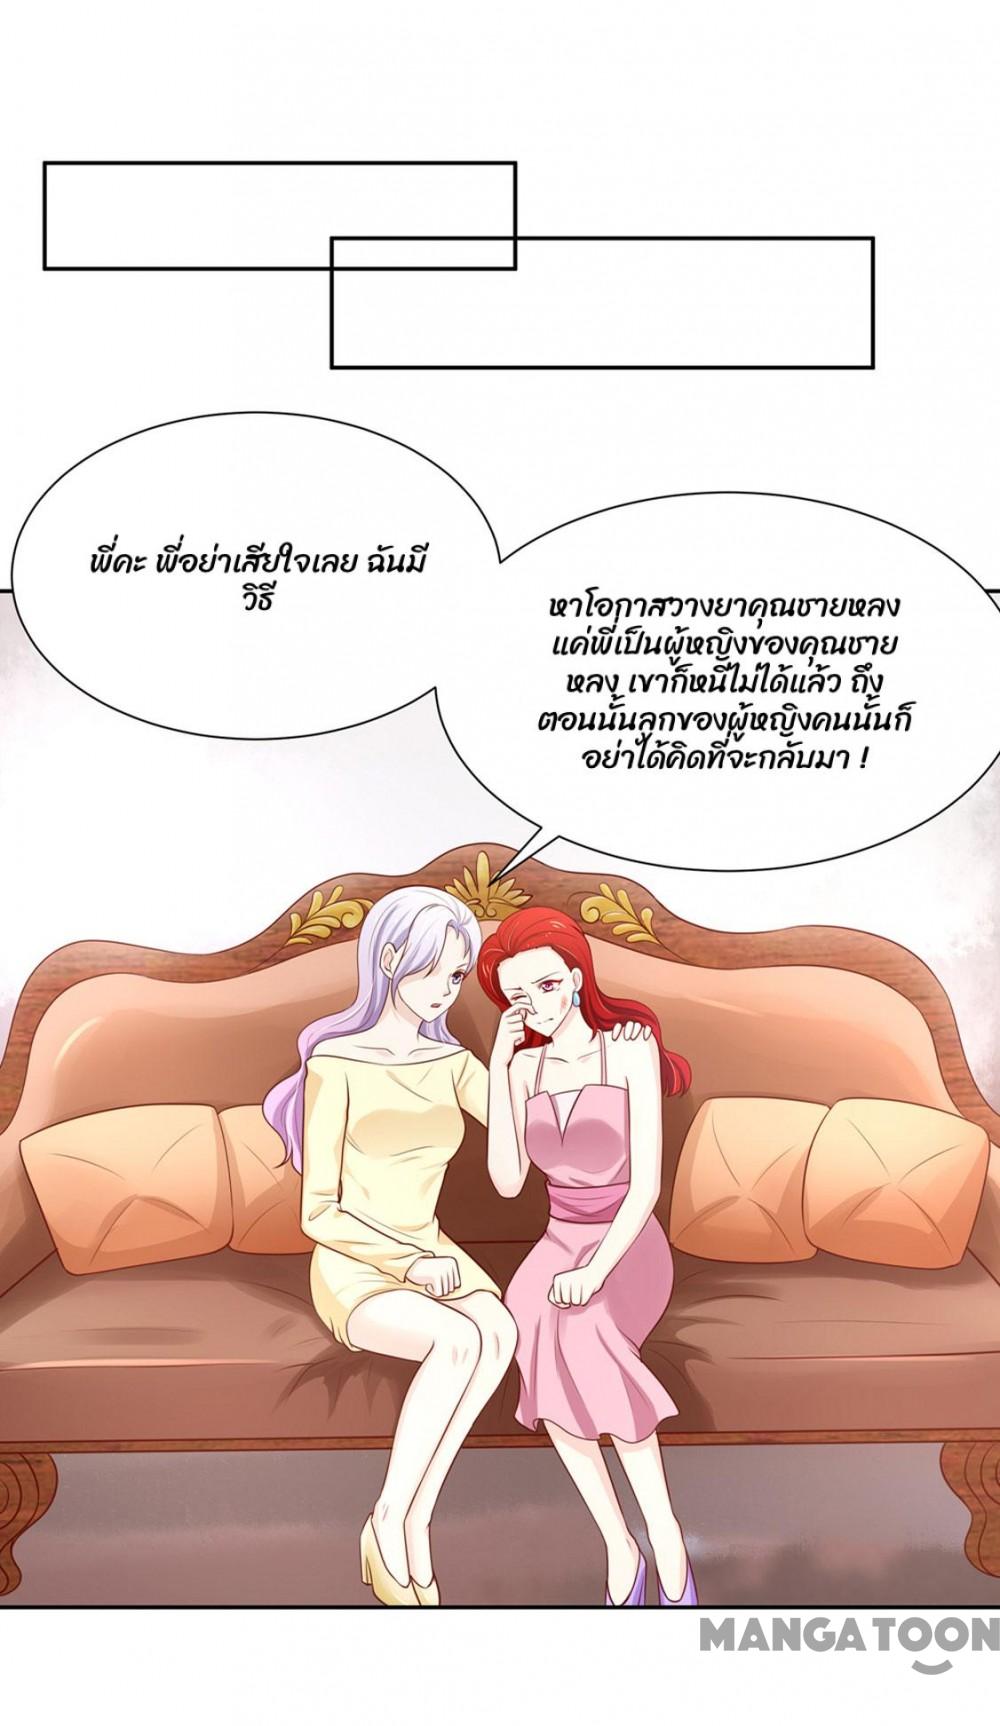 พี่คะ พี่อย่าเสียใจเลย ฉันมี
วิธี
หาโอกาสวางยาคุณชายหลง
แค่พี่เป็นผู้หญิงของคุณชาย
หลง เขาก็หนีไม่ได้แล้ว ถึง
ตอนนั้นลูกของผู้หญิงคนนั้นก็
อย่าได้คิดที่จะกลับมา !
MANGATOON